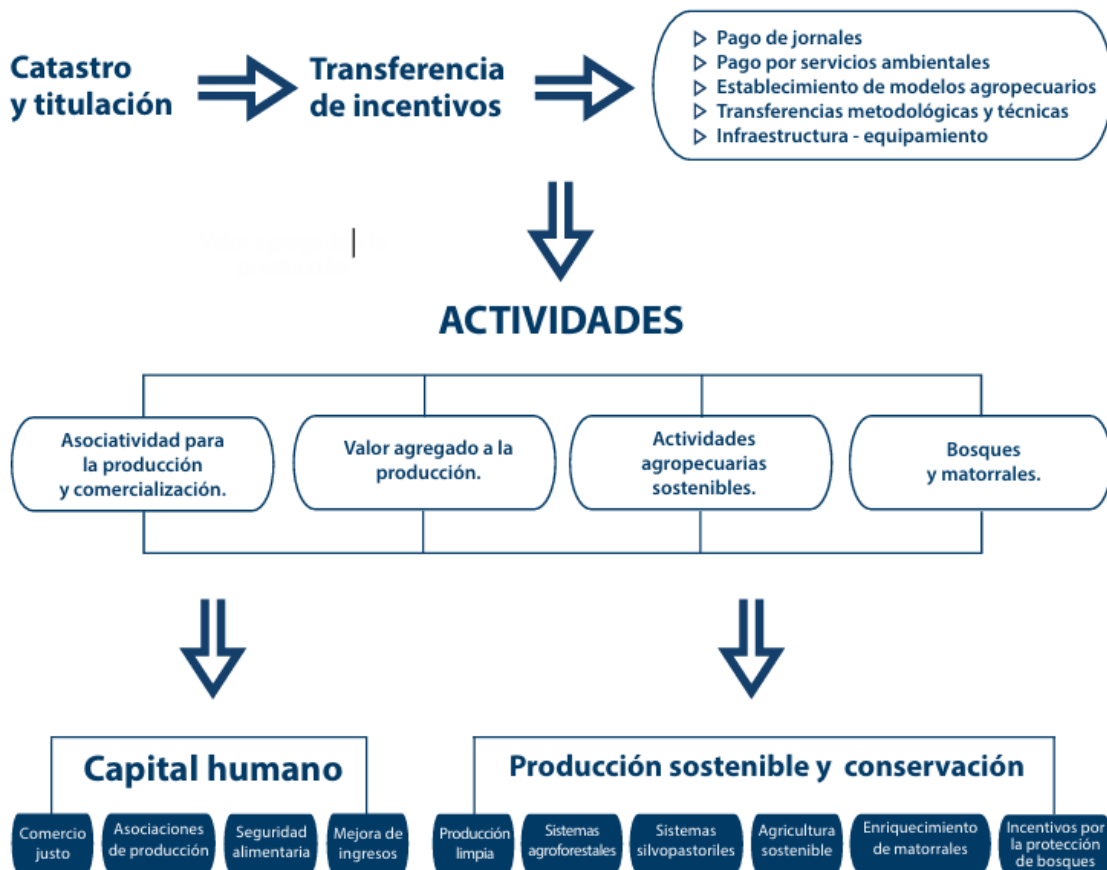 Catastro
y titulación
Transferencia
de incentivos
Pago de jornales
Pago por servicios ambientales
Establecimiento de modelos agropecuarios
Transferencias metodológicas y técnicas
Infraestructura - equipamiento
ACTIVIDADES
Asociatividad para
la producción
y comercialización.
Valor agregado a la
producción.
Actividades
agropecuarias
sostenibles.
Bosques
y matorrales.
Capital humano
Comercio
justo
Asociaciones
de producción
Seguridad
alimentaria
Mejora de
ingresos
Producción sostenible y conservación
Producción
limpia
Sistemas
agroforestales
Sistemas
silvopastoriles
Agricultura
sostenible
Enriquecimiento
de matorrales
Incentivos por
la protección
de bosques